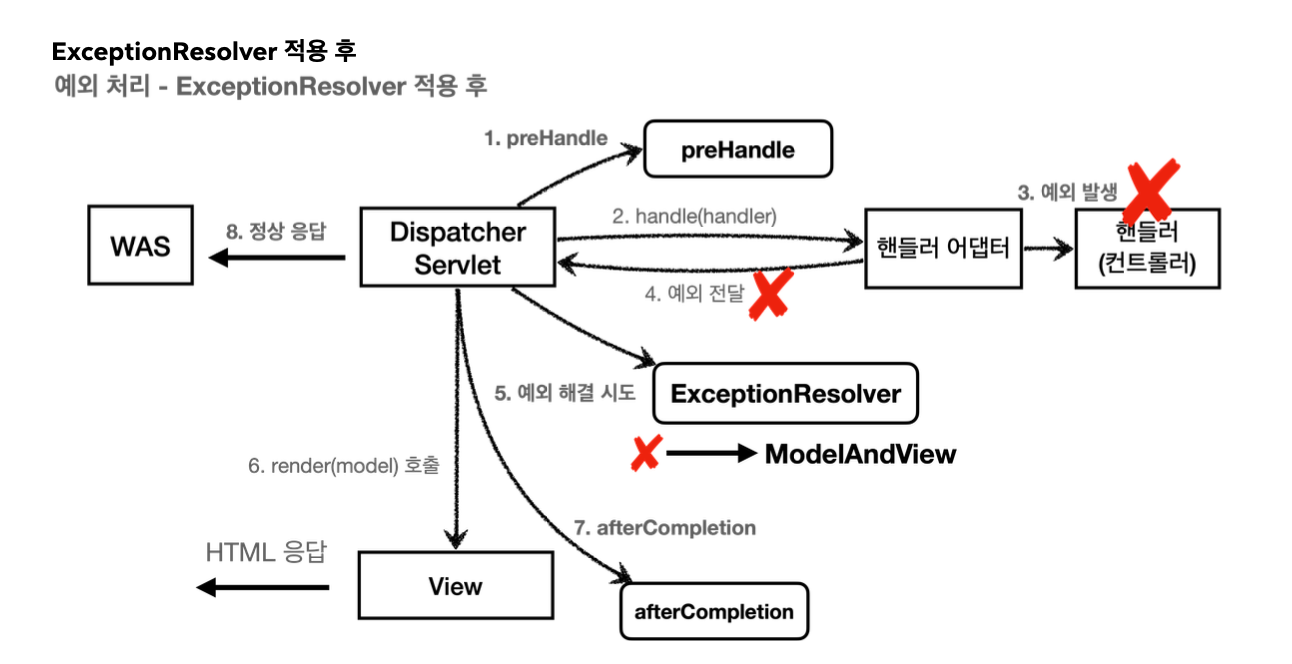 ExceptionResolver 적용 후
예외 처리 - ExceptionResolver 적용 후
1. preHandle
preHandle
3. 예외 발생
WAS
8. 정상 응답
Dispatcher
Servlet
2. handle(handler)
핸들러 어댑터
핸들러
(컨트롤러)
4. 예외 전달
5. 예외 해결 시도
ExceptionResolver
ModelAndView
6. render(model) 호출
7. afterCompletion
HTML 응답
View
afterCompletion